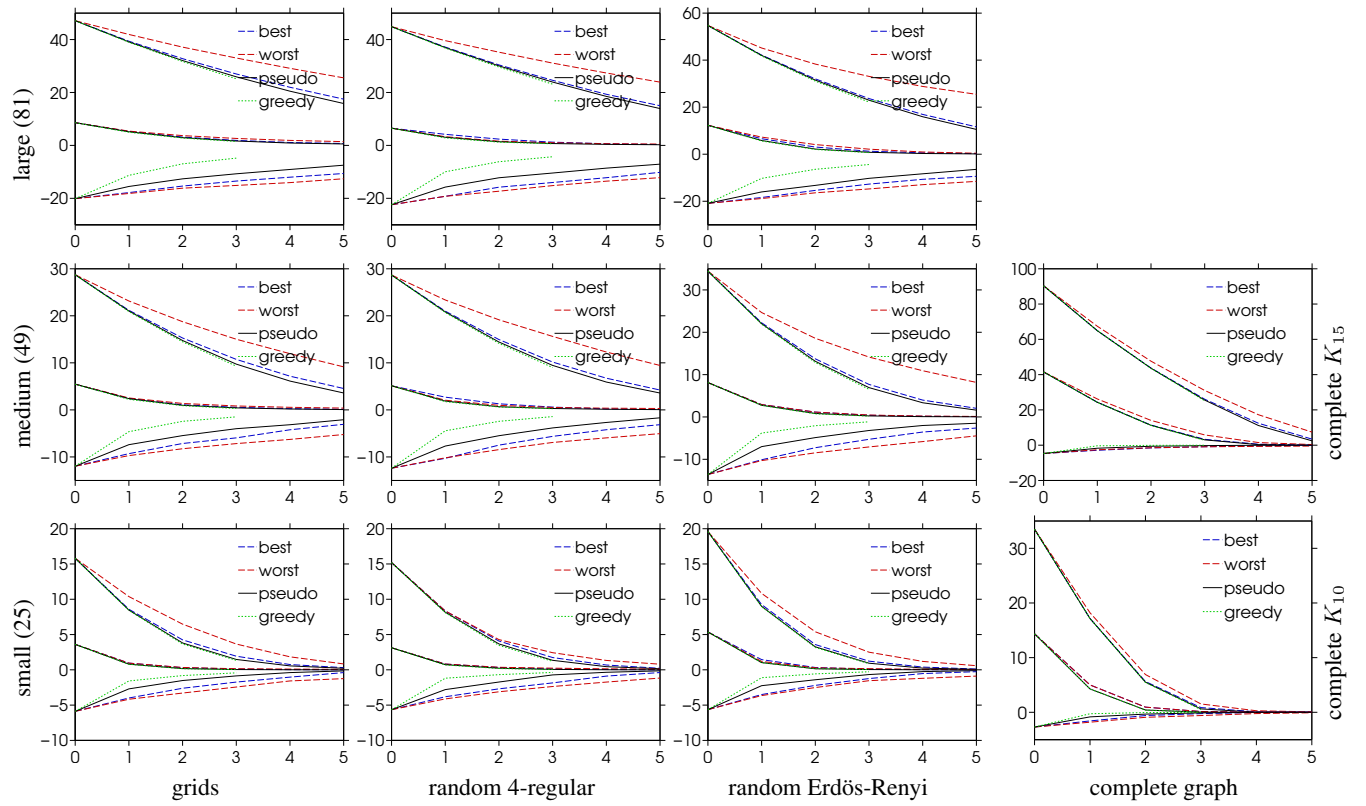 large (81)
40
20
0
−20
0 1 2 3 4 5
best
worst
pseudo
greedy
40
20
0
−20
0 1 2 3 4 5
best
worst
pseudo
greedy
60
40
20
0
−20
0 1 2 3 4 5
best
worst
pseudo
greedy
medium (49)
30
20
10
0
−10
0 1 2 3 4 5
best
worst
pseudo
greedy
30
20
10
0
−10
0 1 2 3 4 5
best
worst
pseudo
greedy
30
20
10
0
−10
0 1 2 3 4 5
best
worst
pseudo
greedy
100
80
60
40
20
0
−20
0 1 2 3 4 5
best
worst
pseudo
greedy
complete K15
small (25)
20
15
10
5
0
−5
−10
0 1 2 3 4 5
best
worst
pseudo
greedy
grids
20
15
10
5
0
−5
−10
0 1 2 3 4 5
best
worst
pseudo
greedy
random 4-regular
20
15
10
5
0
−5
−10
0 1 2 3 4 5
best
worst
pseudo
greedy
random Erdös-Renyi
30
20
10
0
0 1 2 3 4 5
best
worst
pseudo
greedy
complete K10
complete graph